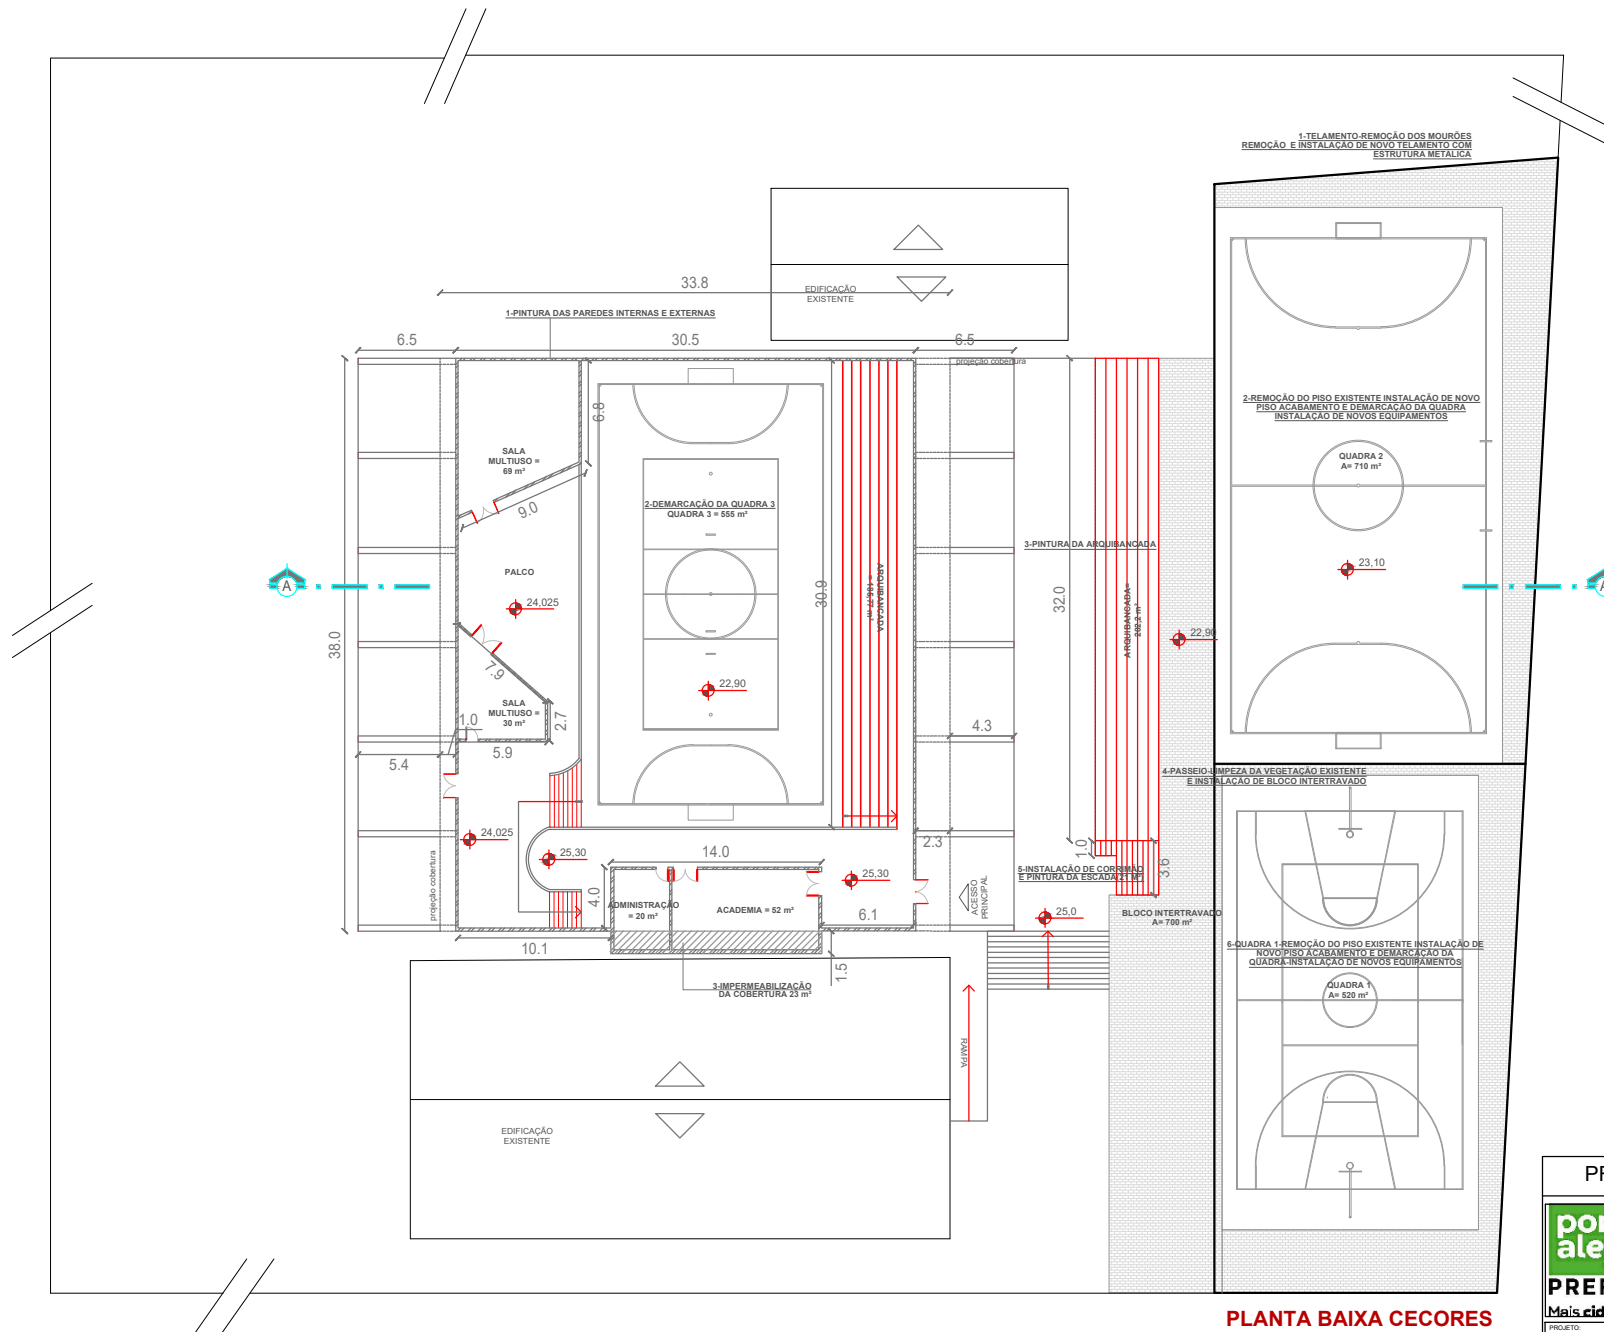 1-TELAMENTO-REMOÇÃO DOS MOURÕES
REMOÇÃO E INSTALAÇÃO DE NOVO TELAMENTO COM
ESTRUTURA METALICA
33.8
EDIFICAÇÃO
EXISTENTE
1-PINTURA DAS PAREDES INTERNAS E EXTERNAS
6.5
30.5
6.5
projeção cobertura
6.8
2-REMOÇÃO DO PISO EXISTENTE INSTALAÇÃO DE NOVO
PISO ACABAMENTO E DEMARCAÇÃO DA QUADRA
INSTALAÇÃO DE NOVOS EQUIPAMENTOS
SALA
MULTIUSO =
69 m²
QUADRA 2
A= 710 m²
9.0
2-DEMARCAÇÃO DA QUADRA 3
QUADRA 3 = 555 m²
3-PINTURA DA ARQUIBANCADA
PALCO
23,10
A
24,025
30.9
ARQUIBANCADA
= 185,77 m²
32.0
ARQUIBANCADA=
202,2 m²
38.0
22,90
7.9
22,90
SALA
MULTIUSO =
30 m²
1.0
2.7
5.9
4.3
5.4
4-PASSEIO-LIMPEZA DA VEGETAÇÃO EXISTENTE
E INSTALAÇÃO DE BLOCO INTERTRAVADO
24,025
25,30
14.0
2.3
1.0
3.6
projeção cobertura
4.0
25,30
5-INSTALAÇÃO DE CORRIMÃO
E PINTURA DA ESCADA 21 M²
ACESSO
PRINCIPAL
ADMINISTRAÇÃO
= 20 m²
ACADEMIA = 52 m²
6.1
25,0
BLOCO INTERTRAVADO
A= 700 m²
10.1
1.5
6-QUADRA 1-REMOÇÃO DO PISO EXISTENTE INSTALAÇÃO DE
NOVO PISO ACABAMENTO E DEMARCAÇÃO DA
QUADRA-INSTALAÇÃO DE NOVOS EQUIPAMENTOS
3-IMPERMEABILIZAÇÃO
DA COBERTURA 23 m²
QUADRA 1
A= 520 m²
RAMPA
EDIFICAÇÃO
EXISTENTE
PLANTA BAIXA CECORES
Mais
PROJETO: